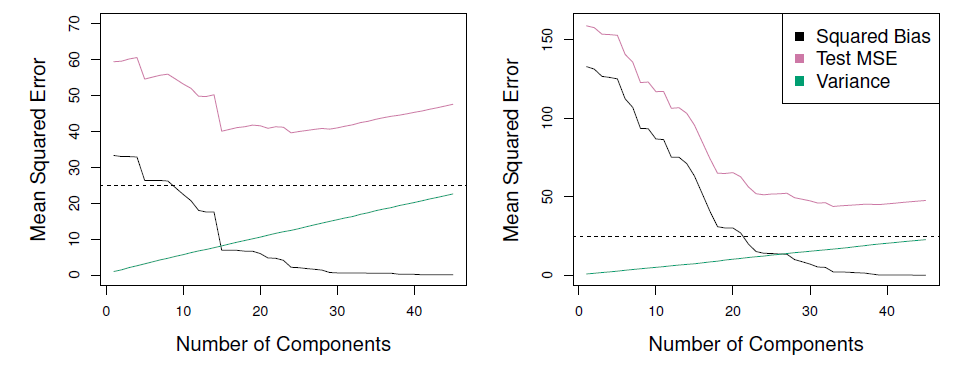 Mean Squared Error
0 10 20 30 40 50 60 70
0 10 20 30 40
Number of Components
Mean Squared Error
0 50 100 150
0 10 20 30 40
Number of Components
Squared Bias
Test MSE
Variance